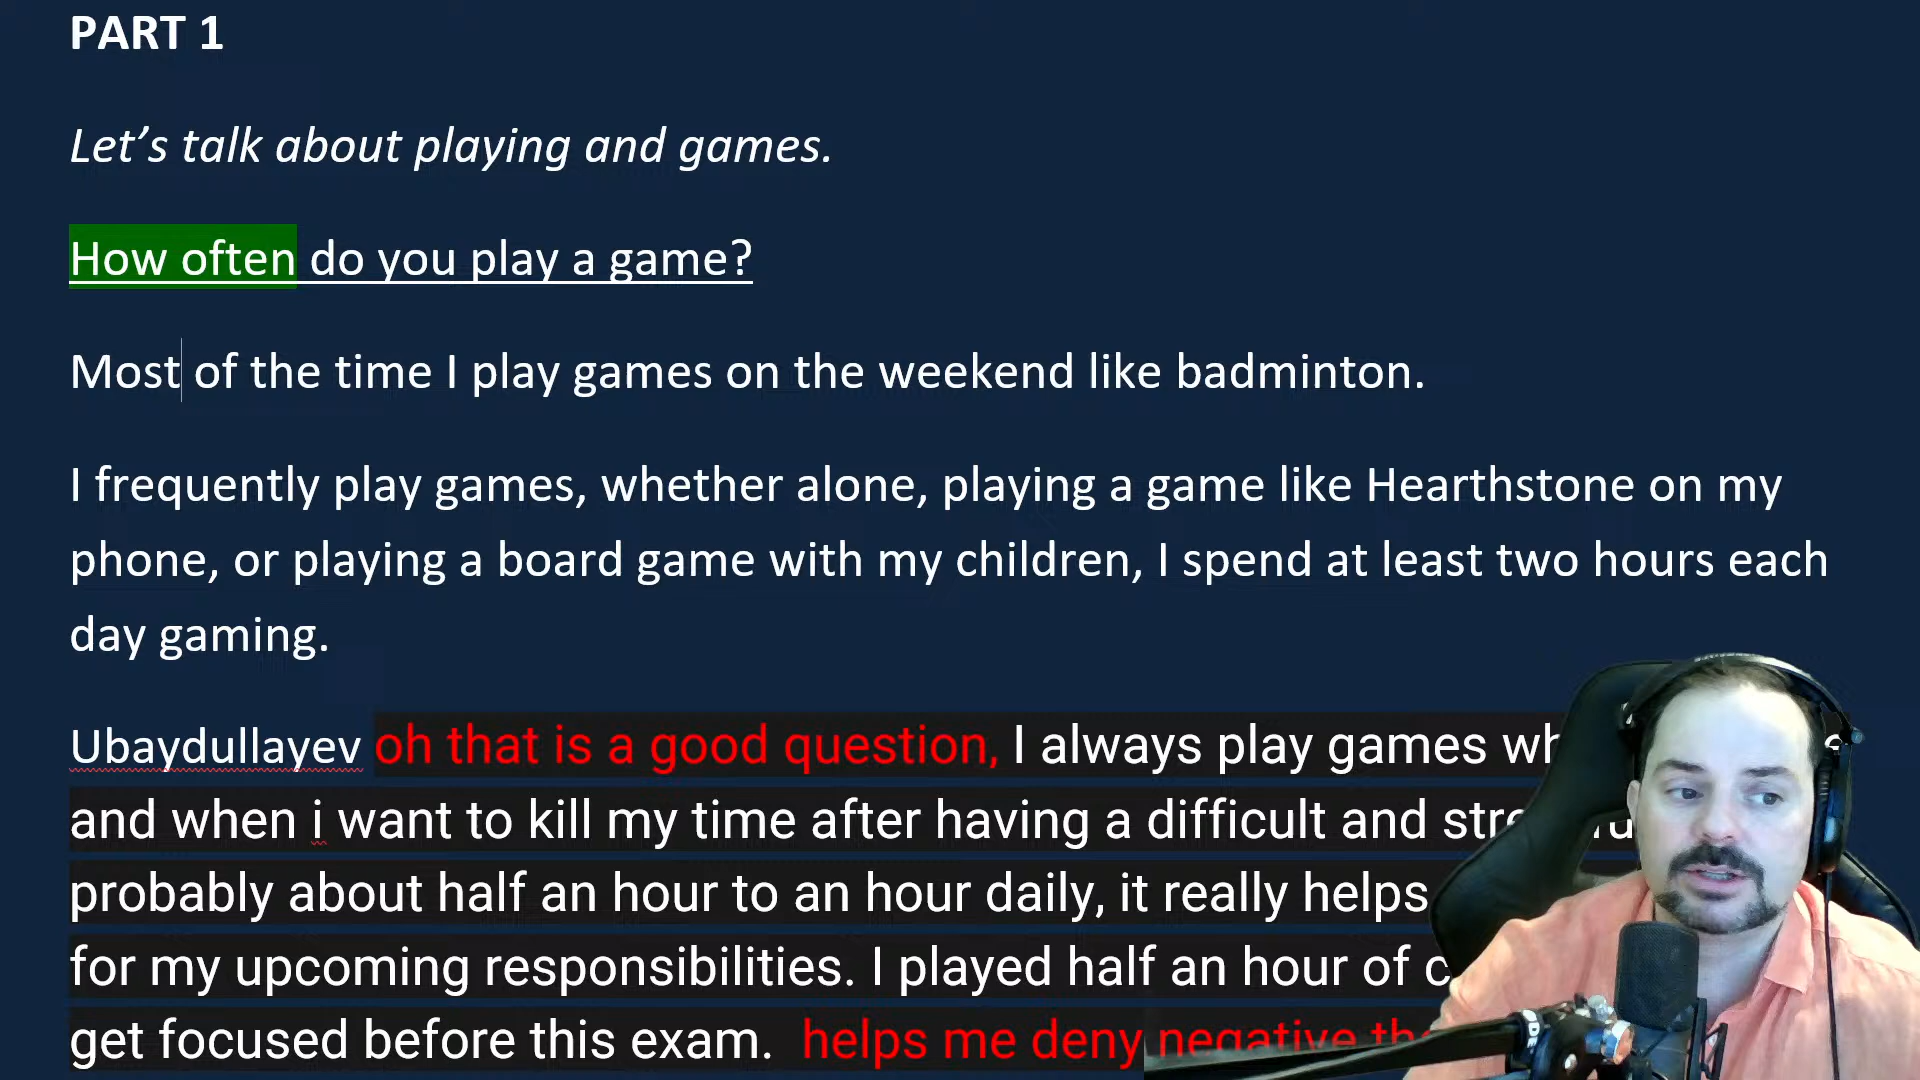 PART 1
Let’s talk about playing and games.
How often do you play a game?
Most of the time I play games on the weekend like badminton.
I frequently play games, whether alone, playing a game like Hearthstone on my
phone, or playing a board game with my children, I spend at least two hours each
day gaming.
Ubaydullayev oh that is a good question, I always play games
and when i want to kill my time after having a difficult and
probably about half an hour to an hour daily, it really helps
for my upcoming responsibilities. I played half an hour of
get focused before this exam. helps me deny negative